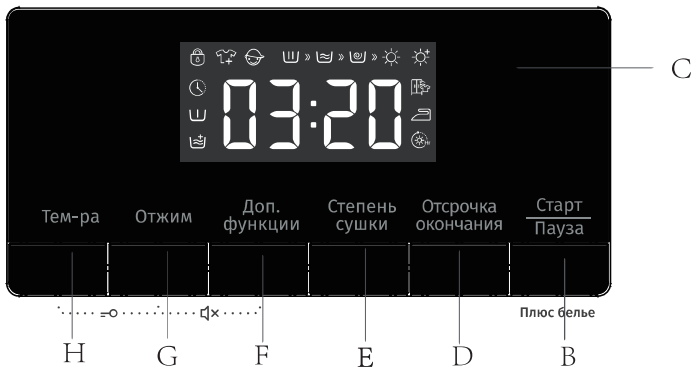 03:20
C
Тем-ра Отжим Доп. функции Степень сушки Отсрочка окончания Старт Пауза
Плюс белье
H G F E D B